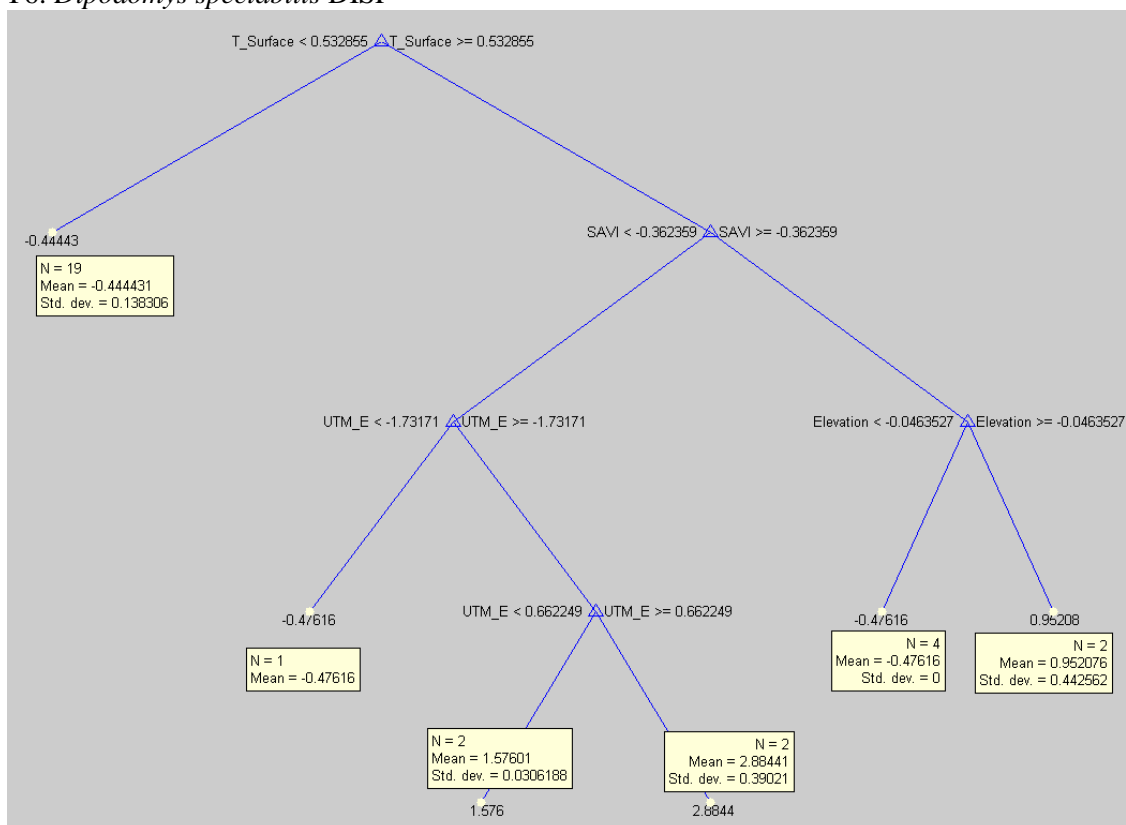 Dipodomys spectabilis DISP
T_Surface < 0.532855 T_Surface >= 0.532855
-0.44443
N = 19
Mean = -0.444431
Std. dev. = 0.138306
SAVI < -0.362359 SAVI >= -0.362359
UTM_E < -1.73171 UTM_E >= -1.73171
Elevation < -0.0463527 Elevation >= -0.0463527
-0.47616
N = 1
Mean = -0.47616
UTM_E < 0.662249 UTM_E >= 0.662249
-0.47616
N = 4
Mean = -0.47616
Std. dev. = 0
0.95208
N = 2
Mean = 0.952076
Std. dev. = 0.442562
N = 2
Mean = 1.57601
Std. dev. = 0.0306188
1.576
N = 2
Mean = 2.88441
Std. dev. = 0.39021
2.8844